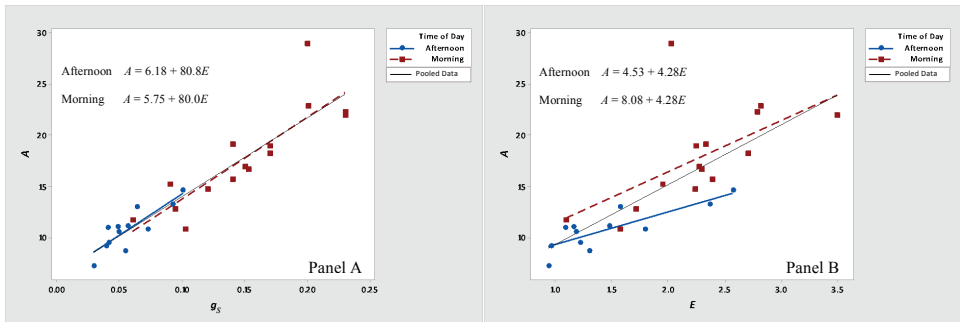 30
25
20
15
10
A
Afternoon A = 6.18 + 80.8E
Morning A = 5.75 + 80.0E
Panel A
0.00 0.05 0.10 0.15 0.20 0.25
gS
Time of Day
Afternoon
Morning
Pooled Data
30
25
20
15
10
A
Afternoon A = 4.53 + 4.28E
Morning A = 8.08 + 4.28E
Panel B
1.0 1.5 2.0 2.5 3.0 3.5
E
Time of Day
Afternoon
Morning
Pooled Data